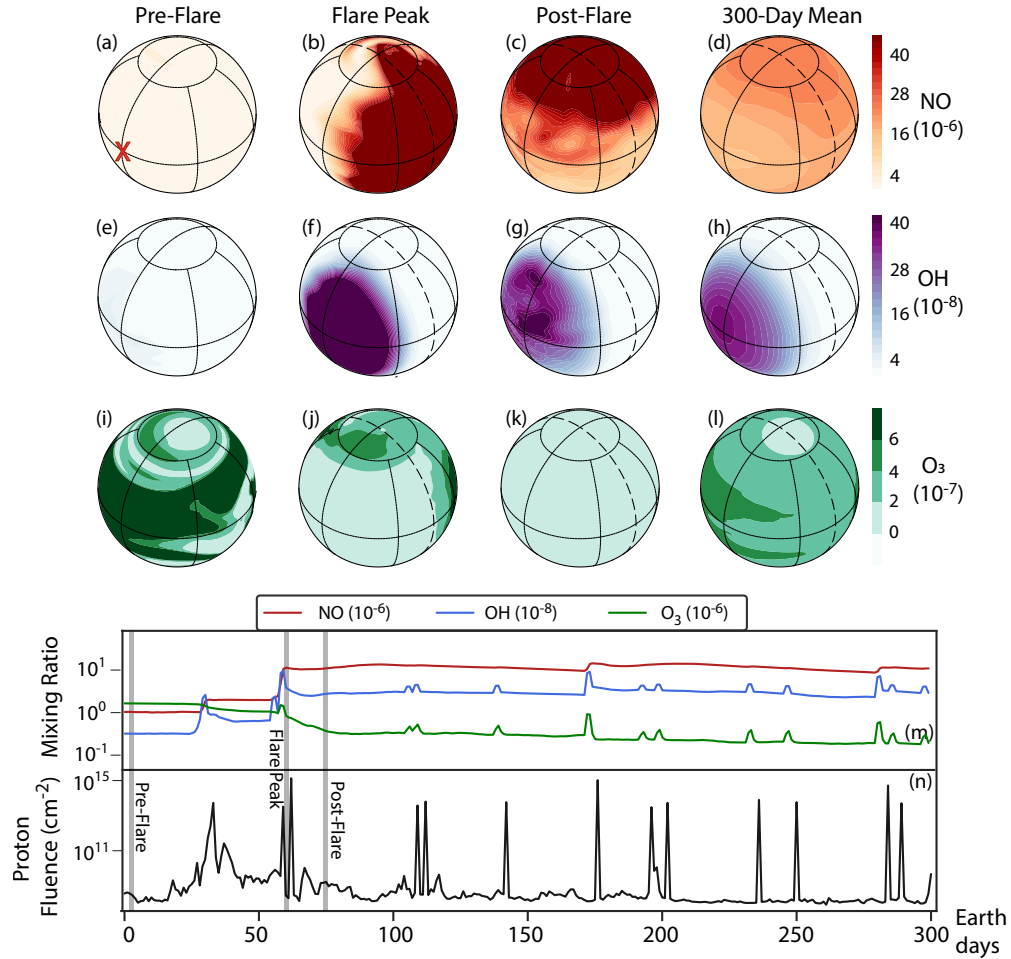 Pre-Flare Flare Peak Post-Flare 300-Day Mean
(a) (b) (c) (d)
X
40
28
16
4
NO
(10⁻⁶)
(e) (f) (g) (h)
40
28
16
4
OH
(10⁻⁸)
(i) (j) (k) (l)
6
4
2
0
O₃
(10⁻⁷)
NO (10⁻⁶) OH (10⁻⁸) O₃ (10⁻⁶)
Mixing Ratio
10¹
10⁰
10⁻¹
(m)
Proton
Fluence (cm⁻²)
10¹⁵
10¹¹
(n)
Pre-Flare
Flare Peak
Post-Flare
0 50 100 150 200 250 300
Earth
days